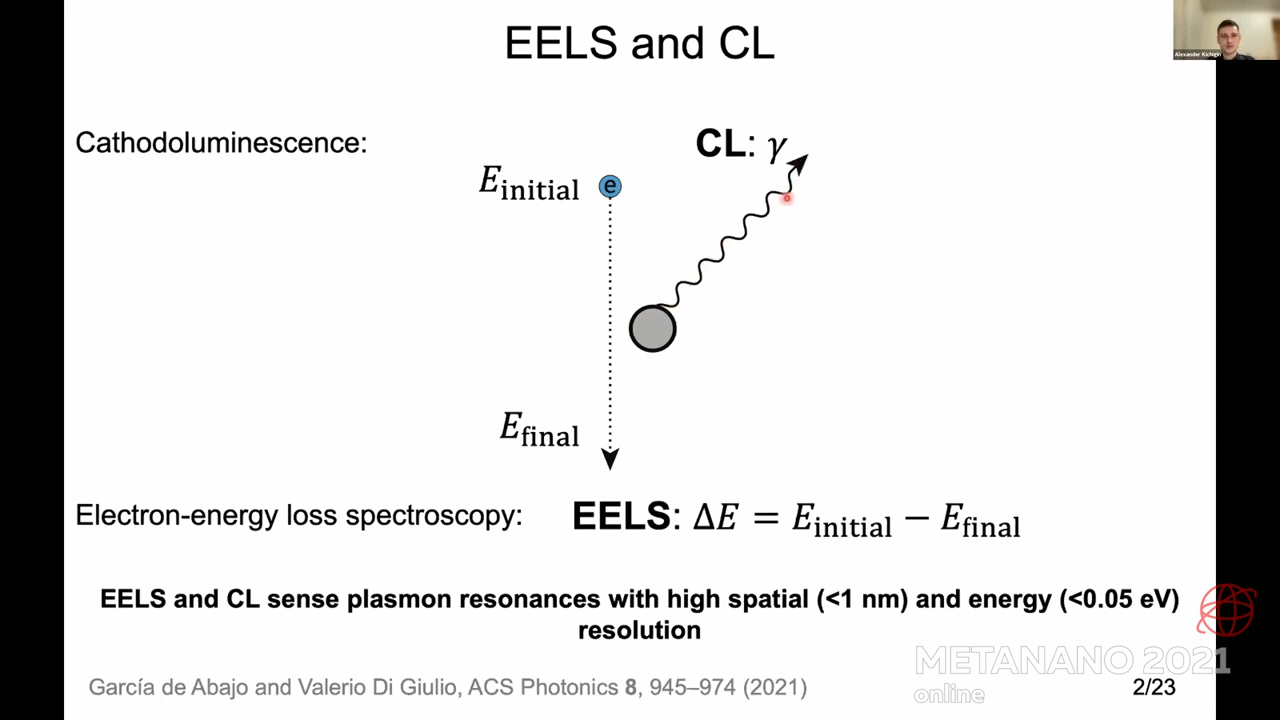 EELS and CL
Alexander Kichigin
Cathodoluminescence:
CL: γ
E_initial
e
E_final
Electron-energy loss spectroscopy:
EELS: ΔE = E_initial − E_final
EELS and CL sense plasmon resonances with high spatial (<1 nm) and energy (<0.05 eV)
resolution
METANANO 2021
online
García de Abajo and Valerio Di Giulio, ACS Photonics 8, 945–974 (2021)
2/23